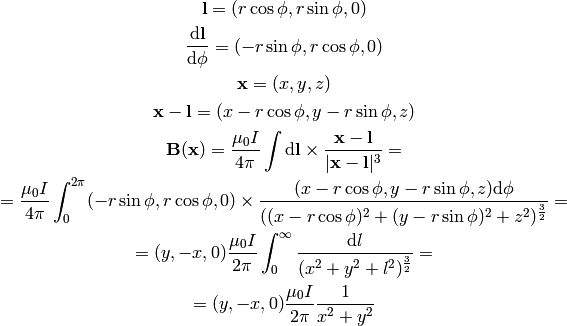 l = (r cos ϕ, r sin ϕ, 0)
dl/dϕ = (−r sin ϕ, r cos ϕ, 0)
x = (x, y, z)
x − l = (x − r cos ϕ, y − r sin ϕ, z)
B(x) = μ₀I/4π ∫ dl × (x − l)/|x − l|³ =
= μ₀I/4π ∫₀^{2π} (−r sin ϕ, r cos ϕ, 0) × (x − r cos ϕ, y − r sin ϕ, z)dϕ/((x − r cos ϕ)² + (y − r sin ϕ)² + z²)^{3/2} =
= (y, −x, 0) μ₀I/2π ∫₀^∞ dl/(x² + y² + l²)^{3/2} =
= (y, −x, 0) μ₀I/2π 1/(x² + y²)